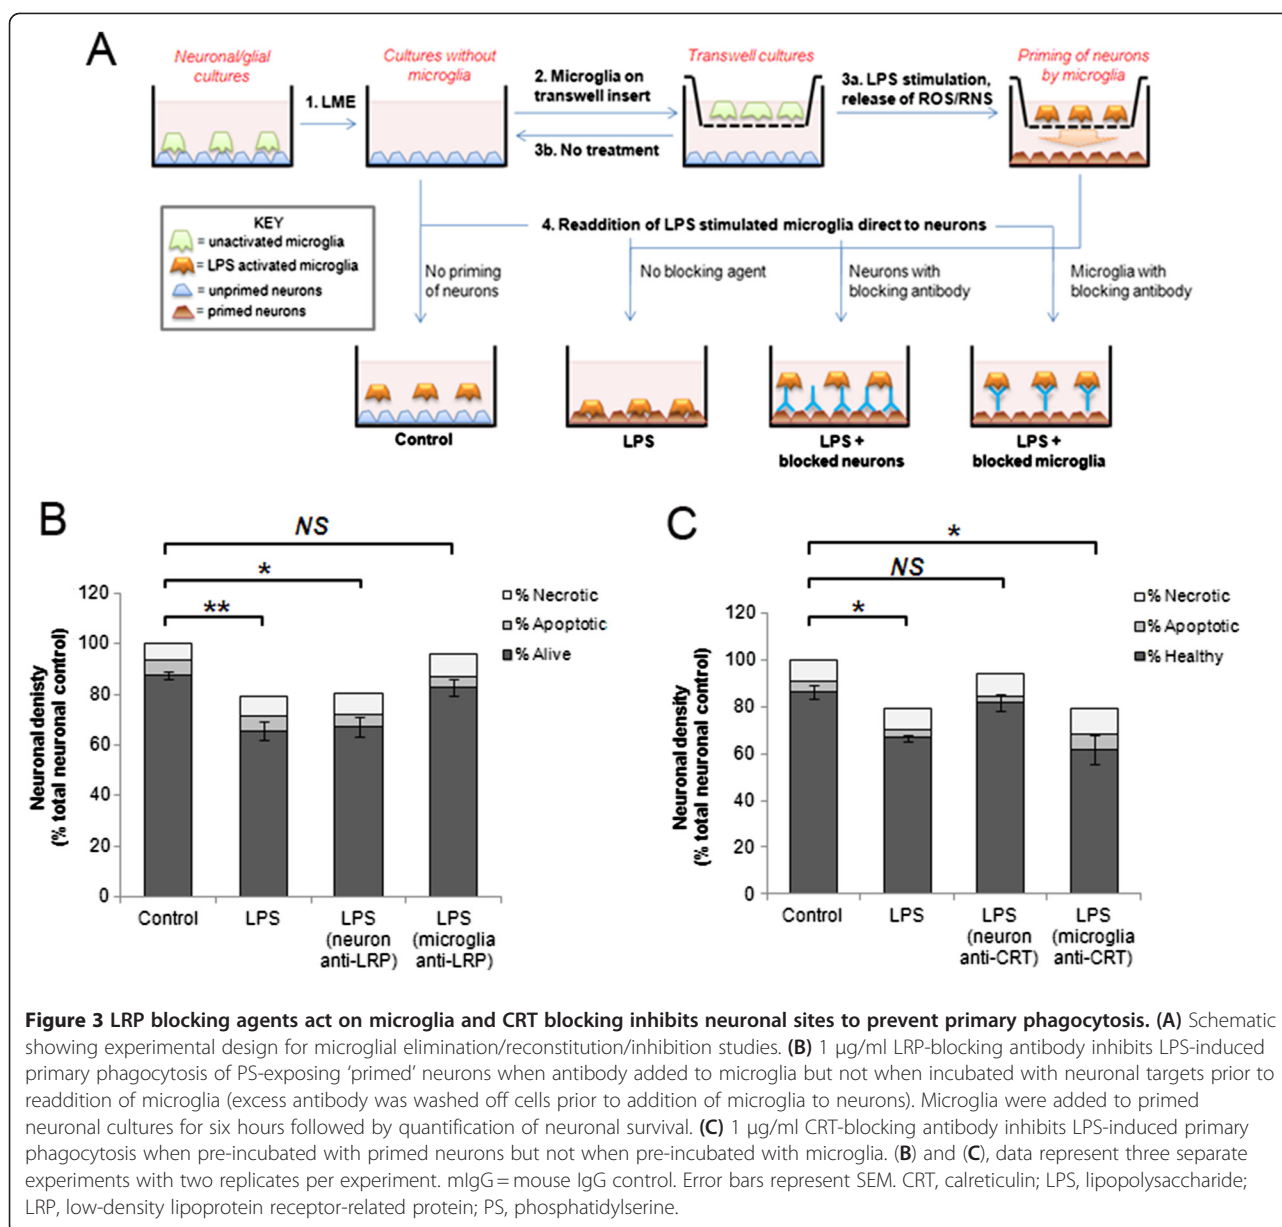 A
Neuronal/glial
cultures
Cultures without
microglia
Transwell cultures
Priming of neurons
by microglia
1. LME
2. Microglia on
transwell insert
3b. No treatment
3a. LPS stimulation,
release of ROS/RNS
KEY
= unactivated microglia
= LPS activated microglia
= unprimed neurons
= primed neurons
4. Readdition of LPS stimulated microglia direct to neurons
No priming
of neurons
No blocking agent
Neurons with
blocking antibody
Microglia with
blocking antibody
Control
LPS
LPS +
blocked neurons
LPS +
blocked microglia
B
NS
*
**
% Necrotic
% Apoptotic
% Alive
Neuronal denisty
(% total neuronal control)
120
100
80
60
40
20
0
Control
LPS
LPS
(neuron
anti-LRP)
LPS
(microglia
anti-LRP)
C
*
NS
*
% Necrotic
% Apoptotic
% Healthy
Neuronal density
(% total neuronal control)
120
100
80
60
40
20
0
Control
LPS
LPS
(neuron
anti-CRT)
LPS
(microglia
anti-CRT)
Figure 3 LRP blocking agents act on microglia and CRT blocking inhibits neuronal sites to prevent primary phagocytosis. (A) Schematic
showing experimental design for microglial elimination/reconstitution/inhibition studies. (B) 1 μg/ml LRP-blocking antibody inhibits LPS-induced
primary phagocytosis of PS-exposing ‘primed’ neurons when antibody added to microglia but not when incubated with neuronal targets prior to
readdition of microglia (excess antibody was washed off cells prior to addition of microglia to neurons). Microglia were added to primed
neuronal cultures for six hours followed by quantification of neuronal survival. (C) 1 μg/ml CRT-blocking antibody inhibits LPS-induced primary
phagocytosis when pre-incubated with primed neurons but not when pre-incubated with microglia. (B) and (C), data represent three separate
experiments with two replicates per experiment. mIgG = mouse IgG control. Error bars represent SEM. CRT, calreticulin; LPS, lipopolysaccharide;
LRP, low-density lipoprotein receptor-related protein; PS, phosphatidylserine.